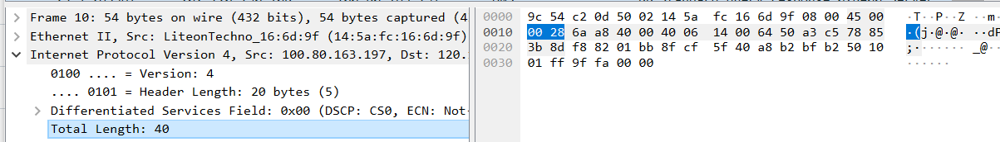 Frame 10: 54 bytes on wire (432 bits), 54 bytes captured (4
Ethernet II, Src: LiteonTechno_16:6d:9f (14:5a:fc:16:6d:9f)
Internet Protocol Version 4, Src: 100.80.163.197, Dst: 120.
0100 .... = Version: 4
.... 0101 = Header Length: 20 bytes (5)
Differentiated Services Field: 0x00 (DSCP: CS0, ECN: Not-
Total Length: 40
0000 9c 54 c2 0d 50 02 14 5a fc 16 6d 9f 08 00 45 00 ·T··P··Z ··m···E·
0010 00 28 6a a8 40 00 40 06 14 00 64 50 a3 c5 78 85 ·(j·@·@· ··dP
0020 3b 8d f8 82 01 bb 8f cf 5f 40 a8 b2 bf b2 50 10 ;······· _@
0030 01 ff 9f fa 00 00 ······